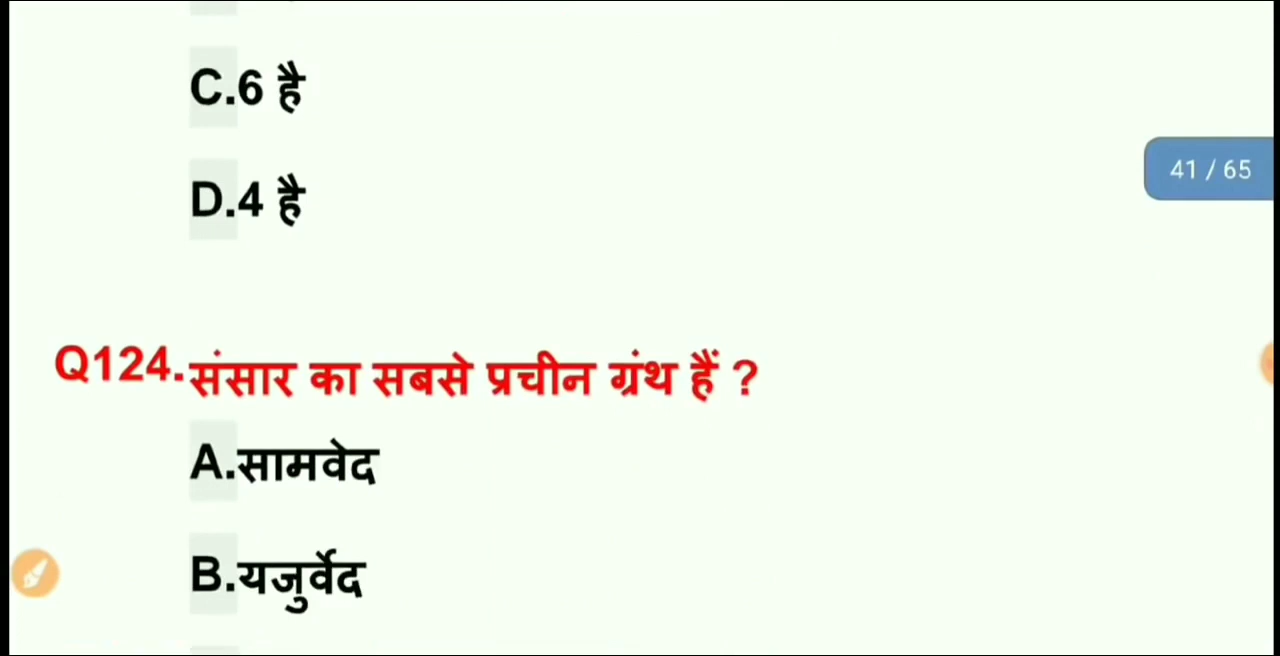 C.6 है
D.4 है
41 / 65
Q124.संसार का सबसे प्रचीन ग्रंथ हैं ?
A.सामवेद
B.यजुर्वेद